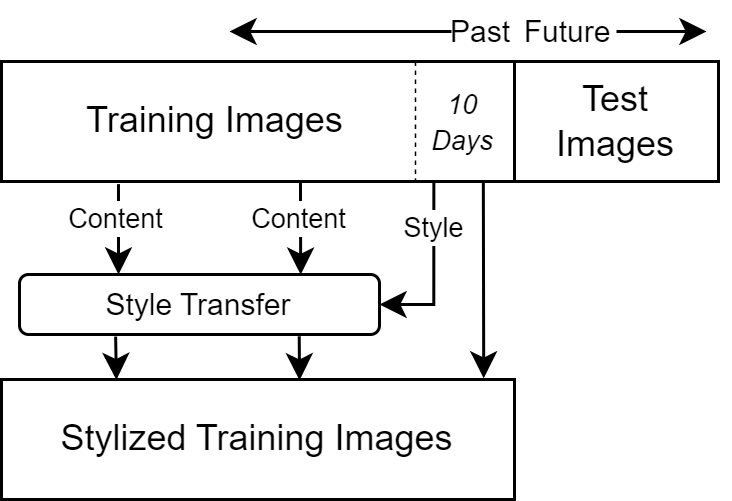 Past Future
Training Images
10
Days
Test
Images
Content
Content
Style
Style Transfer
Stylized Training Images